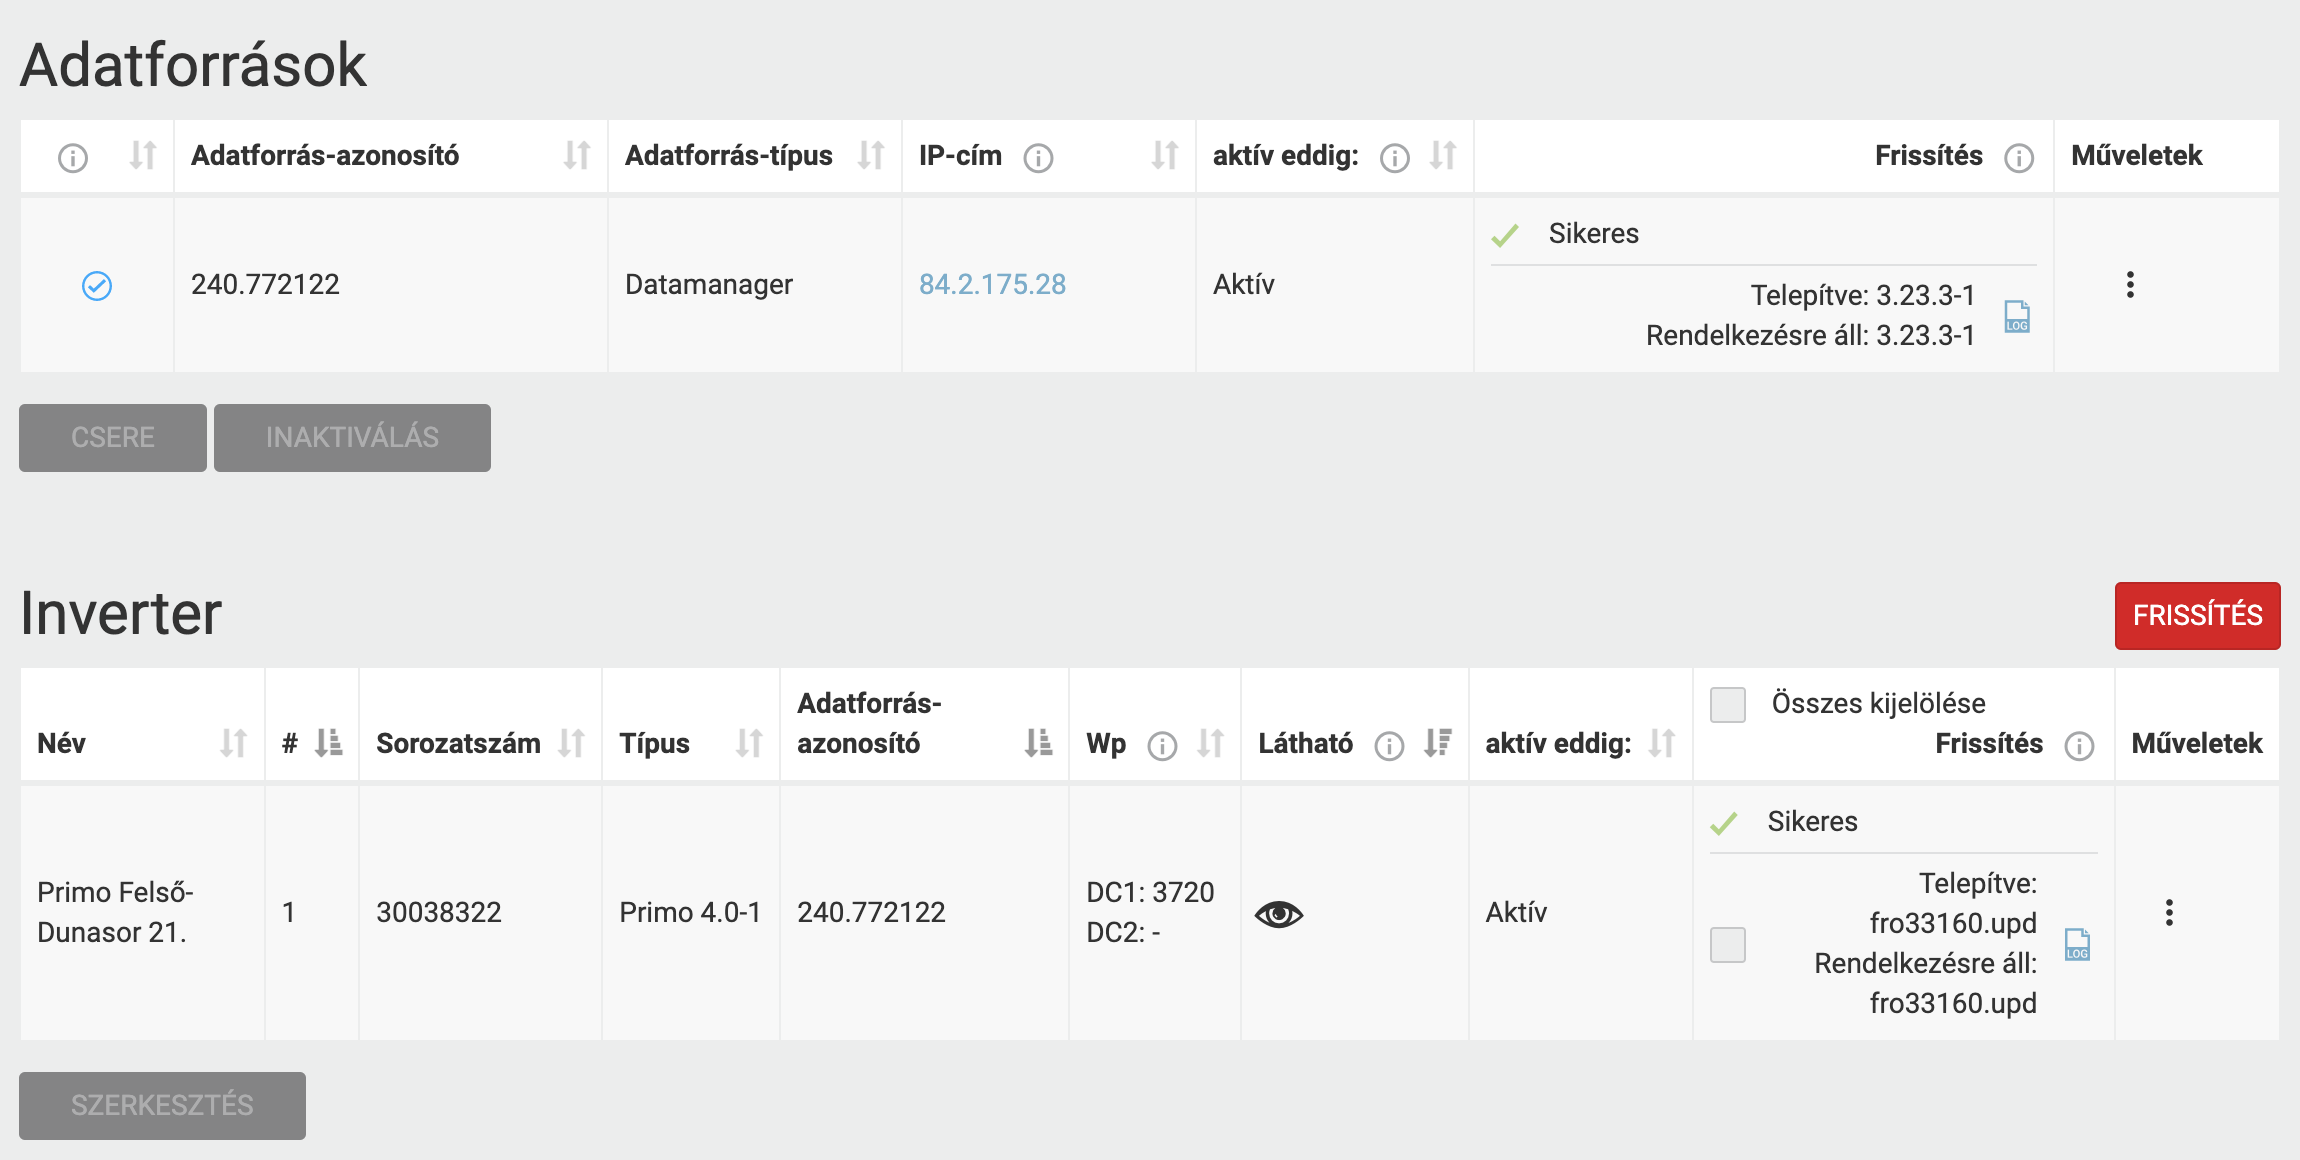 Adatforrások
Adatforrás-azonosító
Adatforrás-típus
IP-cím
aktív eddig:
Frissítés
Műveletek
240.772122
Datamanager
84.2.175.28
Aktív
Sikeres
Telepítve: 3.23.3-1
Rendelkezésre áll: 3.23.3-1
LOG
CSERE
INAKTIVÁLÁS
Inverter
FRISSÍTÉS
Név
#
Sorozatszám
Típus
Adatforrás-
azonosító
Wp
Látható
aktív eddig:
Összes kijelölése
Frissítés
Műveletek
Primo Felső-
Dunasor 21.
1
30038322
Primo 4.0-1
240.772122
DC1: 3720
DC2: -
Aktív
Sikeres
Telepítve:
fro33160.upd
Rendelkezésre áll:
fro33160.upd
LOG
SZERKESZTÉS